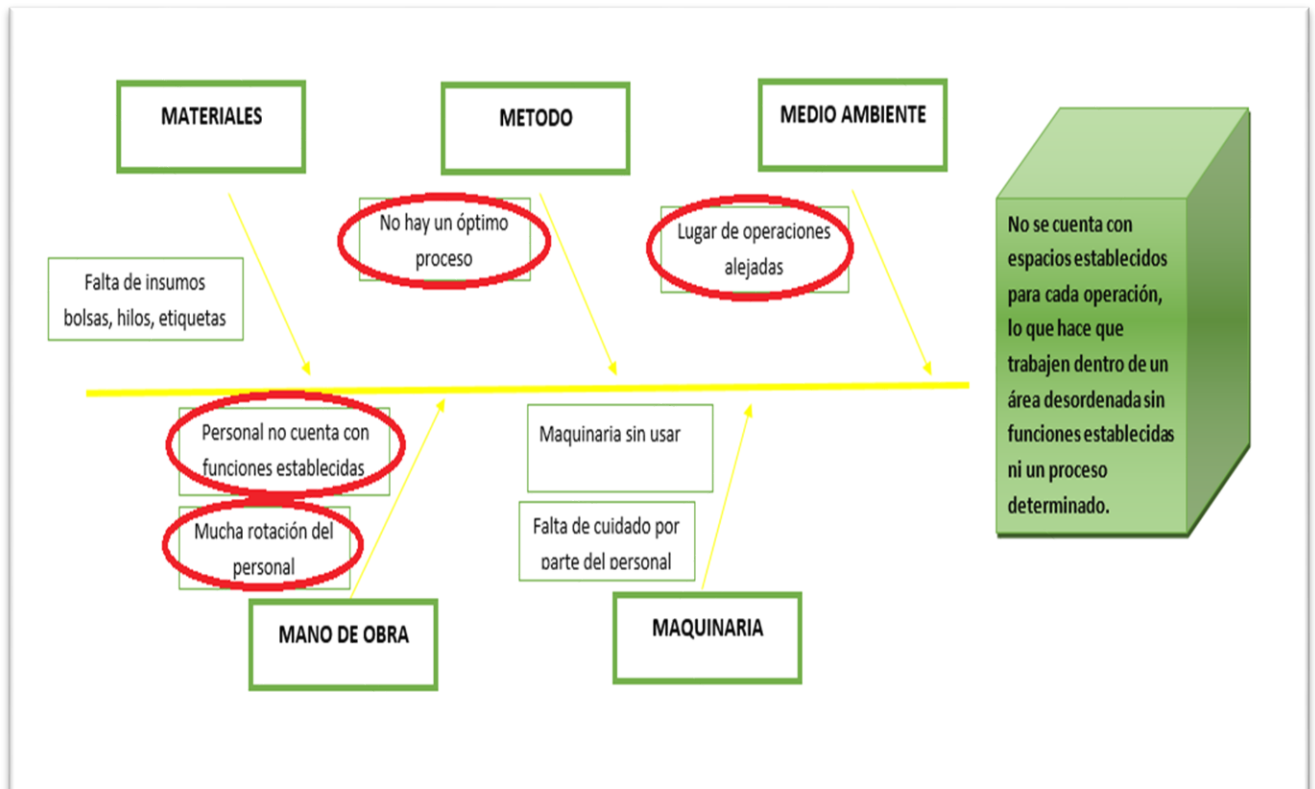 MATERIALES
METODO
MEDIO AMBIENTE
No hay un óptimo
proceso
Lugar de operaciones
alejadas
Falta de insumos
bolsas, hilos, etiquetas
Personal no cuenta con
funciones establecidas
Mucha rotación del
personal
Maquinaria sin usar
Falta de cuidado por
parte del personal
MANO DE OBRA
MAQUINARIA
No se cuenta con
espacios establecidos
para cada operación,
lo que hace que
trabajen dentro de un
área desordenada sin
funciones establecidas
ni un proceso
determinado.